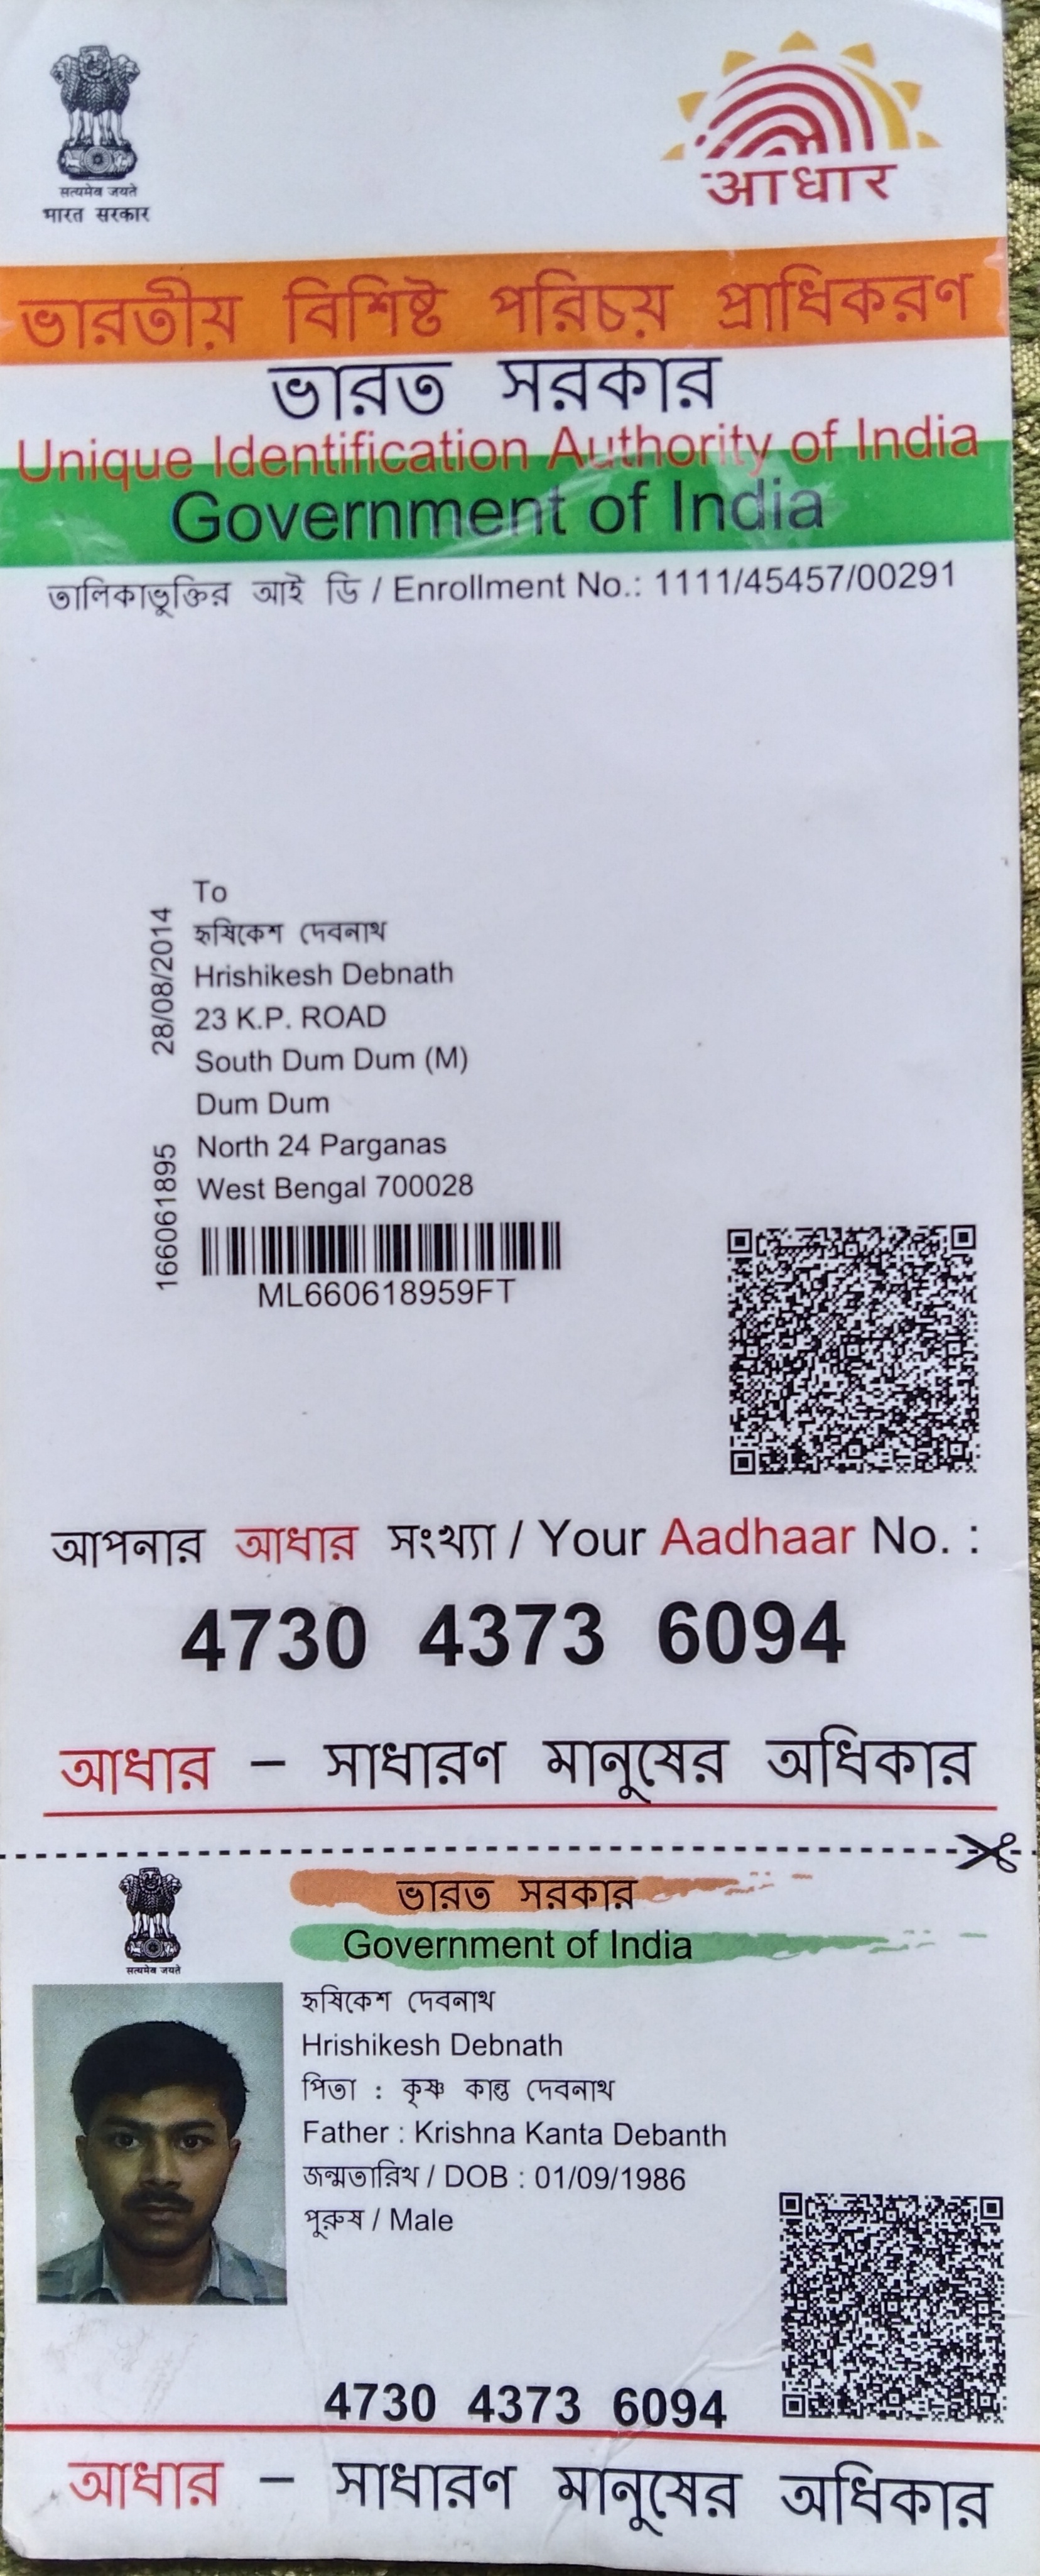 सत्यमेव जयते
भारत सरकार
आधार
ভারতীয় বিশিষ্ট পরিচয় প্রাধিকরণ
ভারত সরকার
Unique Identification Authority of India
Government of India
তালিকাভুক্তির আই ডি / Enrollment No.: 1111/45457/00291
To
হৃষিকেশ দেবনাথ
Hrishikesh Debnath
23 K.P. ROAD
South Dum Dum (M)
Dum Dum
North 24 Parganas
West Bengal 700028
28/08/2014
166061895
ML660618959FT
আপনার আধার সংখ্যা / Your Aadhaar No. :
4730 4373 6094
আধার – সাধারণ মানুষের অধিকার
सत्यमेव जयते
ভারত সরকার
Government of India
হৃষিকেশ দেবনাথ
Hrishikesh Debnath
পিতা : কৃষ্ণ কান্ত দেবনাথ
Father : Krishna Kanta Debanth
জন্মতারিখ / DOB : 01/09/1986
পুরুষ / Male
4730 4373 6094
আধার – সাধারণ মানুষের অধিকার